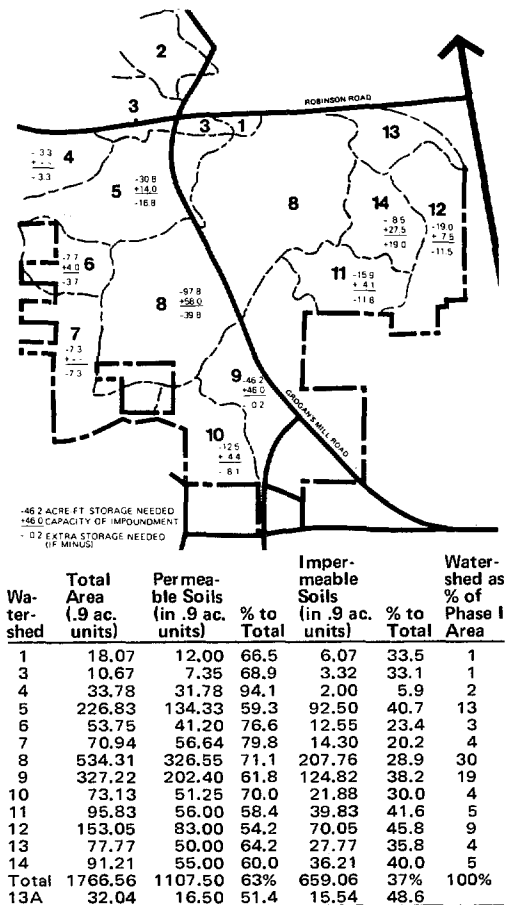 2
ROBINSON ROAD
3
3 1
13
4
- 3.3
+ - -
- 3.3
5
-30.8
+14.0
-16.8
8
14
- 8.5
+27.5
+19.0
12
-19.0
+ 7.5
-11.5
6
-7.7
+4.0
-3.7
11
-15.9
+ 4.1
-11.8
8
-97.8
+58.0
-39.8
7
-7.3
+ - -
-7.3
9
-46.2
+46.0
- 0.2
GROGAN'S MILL ROAD
10
-12.5
+ 4.4
- 8.1
-46.2 ACRE-FT STORAGE NEEDED
+46.0 CAPACITY OF IMPOUNDMENT
- 0.2 EXTRA STORAGE NEEDED
(IF MINUS)
Wa-ter-shed Total Area (.9 ac. units) Permea-ble Soils (in .9 ac. units) % to Total Imper-meable Soils (in .9 ac. units) % to Total Water-shed as % of Phase I Area
1 18.07 12.00 66.5 6.07 33.5 1
3 10.67 7.35 68.9 3.32 33.1 1
4 33.78 31.78 94.1 2.00 5.9 2
5 226.83 134.33 59.3 92.50 40.7 13
6 53.75 41.20 76.6 12.55 23.4 3
7 70.94 56.64 79.8 14.30 20.2 4
8 534.31 326.55 71.1 207.76 28.9 30
9 327.22 202.40 61.8 124.82 38.2 19
10 73.13 51.25 70.0 21.88 30.0 4
11 95.83 56.00 58.4 39.83 41.6 5
12 153.05 83.00 54.2 70.05 45.8 9
13 77.77 50.00 64.2 27.77 35.8 4
14 91.21 55.00 60.0 36.21 40.0 5
Total 1766.56 1107.50 63% 659.06 37% 100%
13A 32.04 16.50 51.4 15.54 48.6